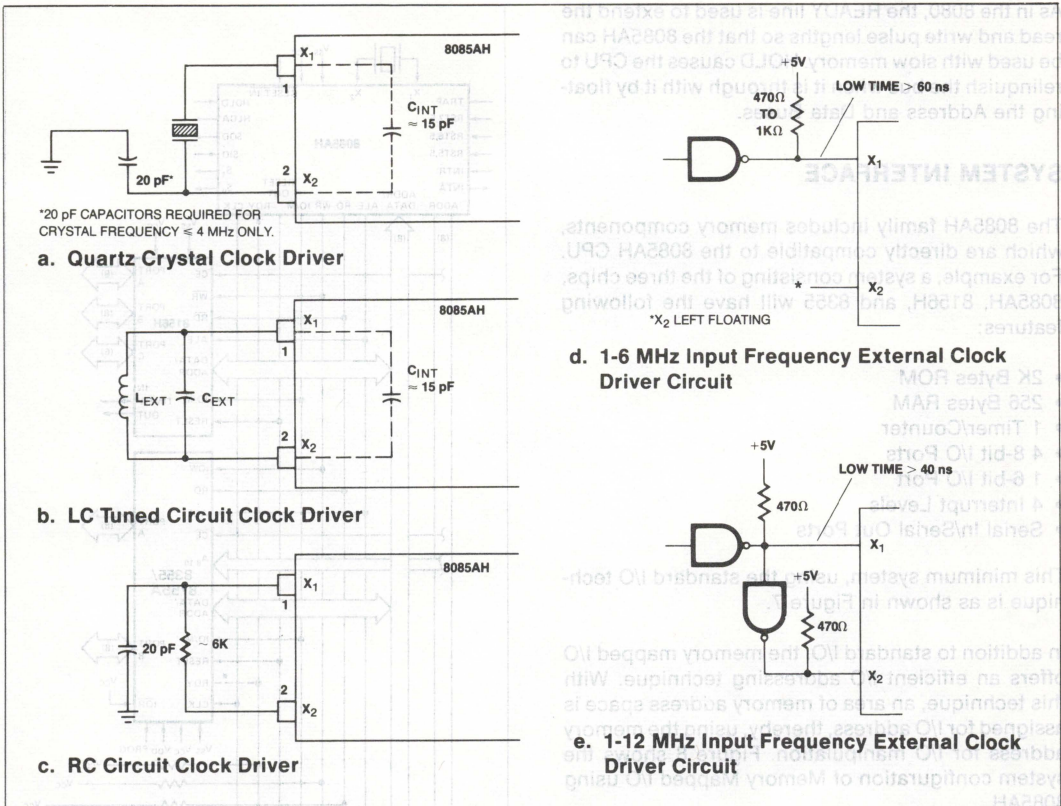 8085AH
X1
1
CINT
≈ 15 pF
2
X2
20 pF*
*20 pF CAPACITORS REQUIRED FOR
CRYSTAL FREQUENCY ≤ 4 MHz ONLY.
a. Quartz Crystal Clock Driver
8085AH
X1
1
LEXT
CEXT
CINT
≈ 15 pF
2
X2
b. LC Tuned Circuit Clock Driver
8085AH
X1
1
20 pF
~ 6K
2
X2
c. RC Circuit Clock Driver
+5V
LOW TIME > 60 ns
470Ω
TO
1KΩ
X1
*
X2
*X2 LEFT FLOATING
d. 1-6 MHz Input Frequency External Clock
Driver Circuit
+5V
LOW TIME > 40 ns
470Ω
X1
+5V
470Ω
X2
e. 1-12 MHz Input Frequency External Clock
Driver Circuit